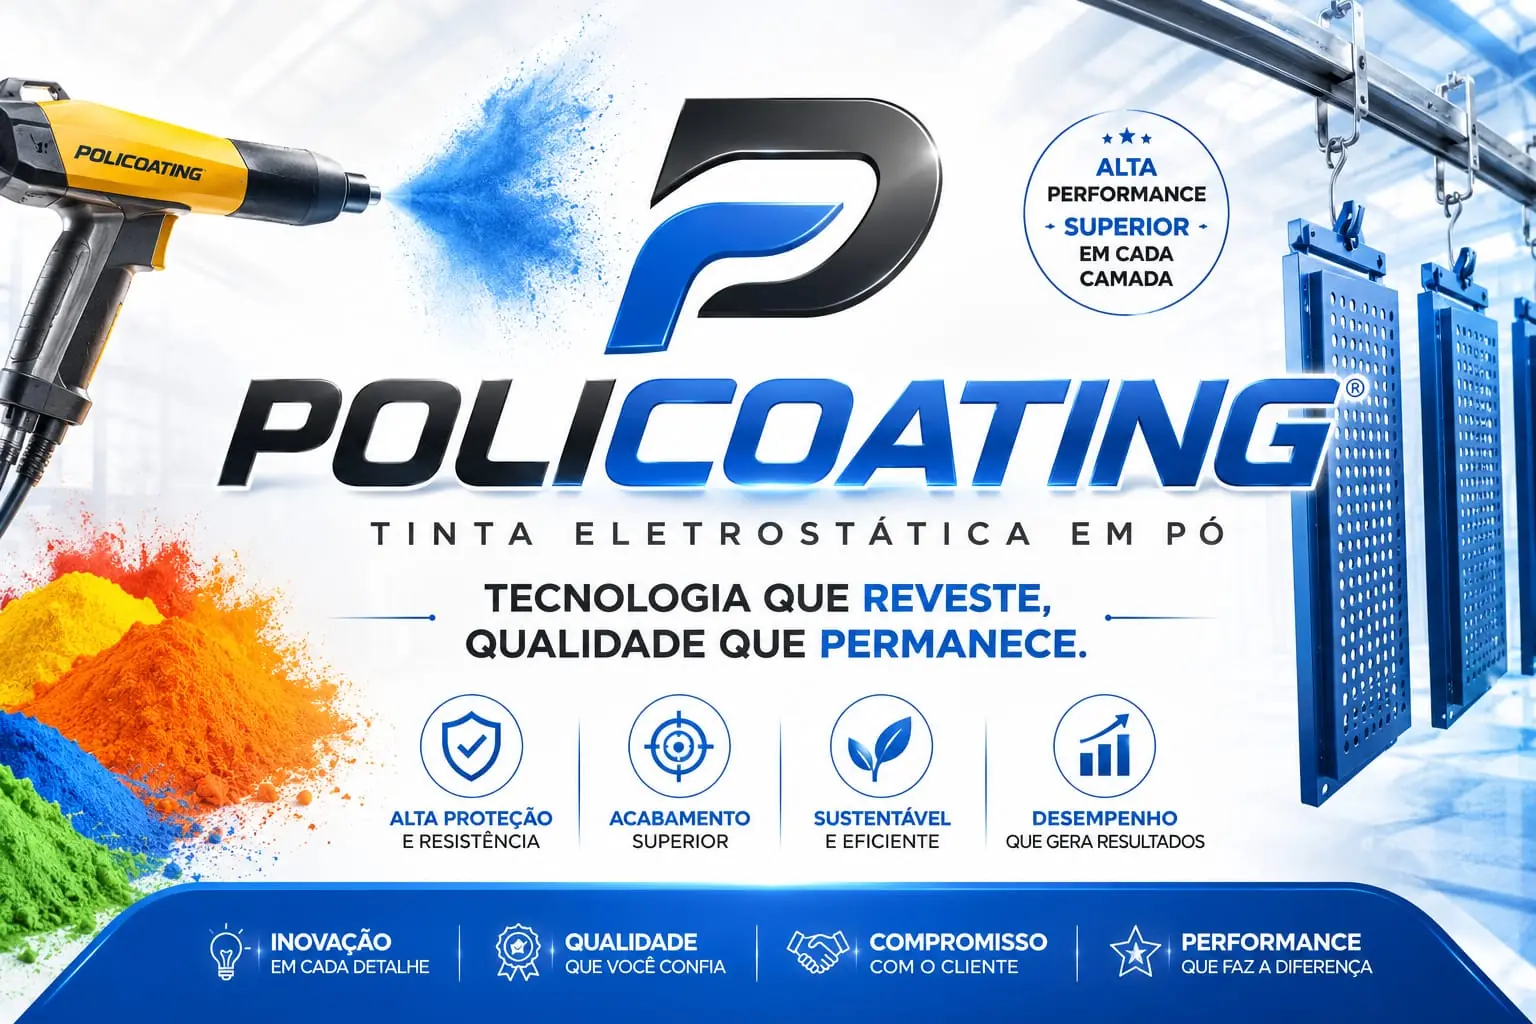 POLICOATING
ALTA
PERFORMANCE
SUPERIOR
EM CADA
CAMADA
POLICOATING®
TINTA ELETROSTÁTICA EM PÓ
TECNOLOGIA QUE REVESTE,
QUALIDADE QUE PERMANECE.
ALTA PROTEÇÃO
E RESISTÊNCIA
ACABAMENTO
SUPERIOR
SUSTENTÁVEL
E EFICIENTE
DESEMPENHO
QUE GERA RESULTADOS
INOVAÇÃO
EM CADA DETALHE
QUALIDADE
QUE VOCÊ CONFIA
COMPROMISSO
COM O CLIENTE
PERFORMANCE
QUE FAZ A DIFERENÇA